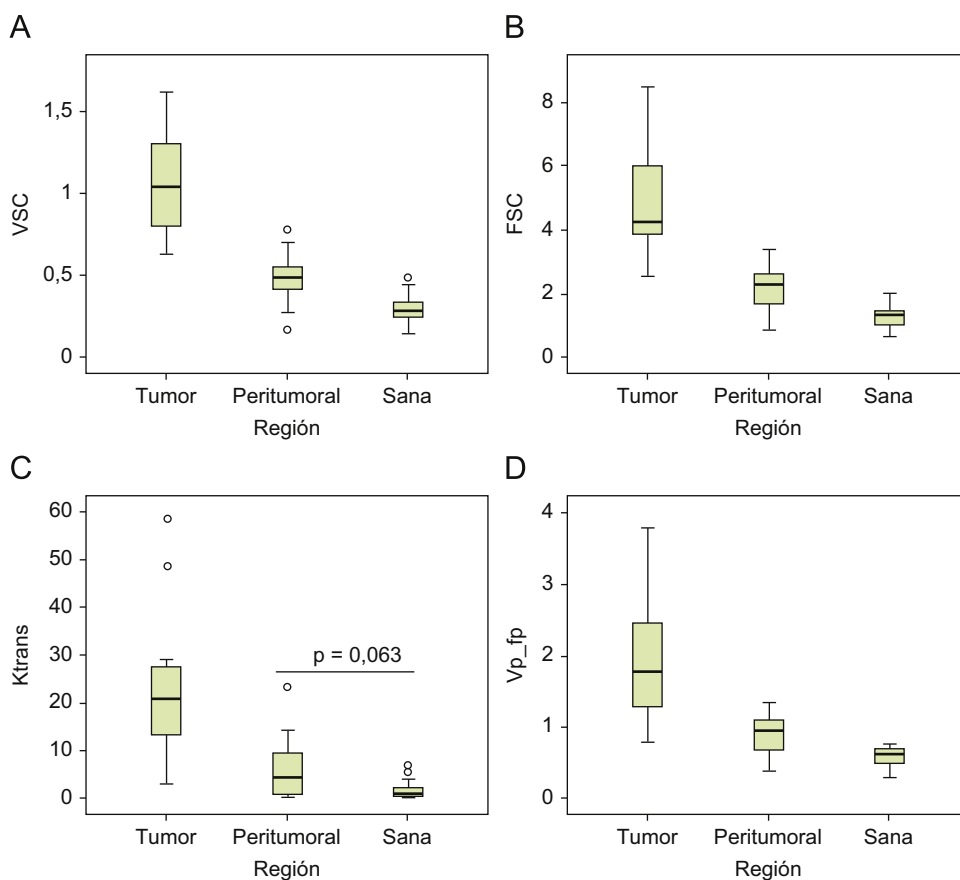 A
VSC
1,5
1
0,5
0
Tumor Peritumoral Sana
Región
B
FSC
8
6
4
2
0
Tumor Peritumoral Sana
Región
C
Ktrans
60
50
40
30
20
10
0
p = 0,063
Tumor Peritumoral Sana
Región
D
Vp_fp
4
3
2
1
0
Tumor Peritumoral Sana
Región